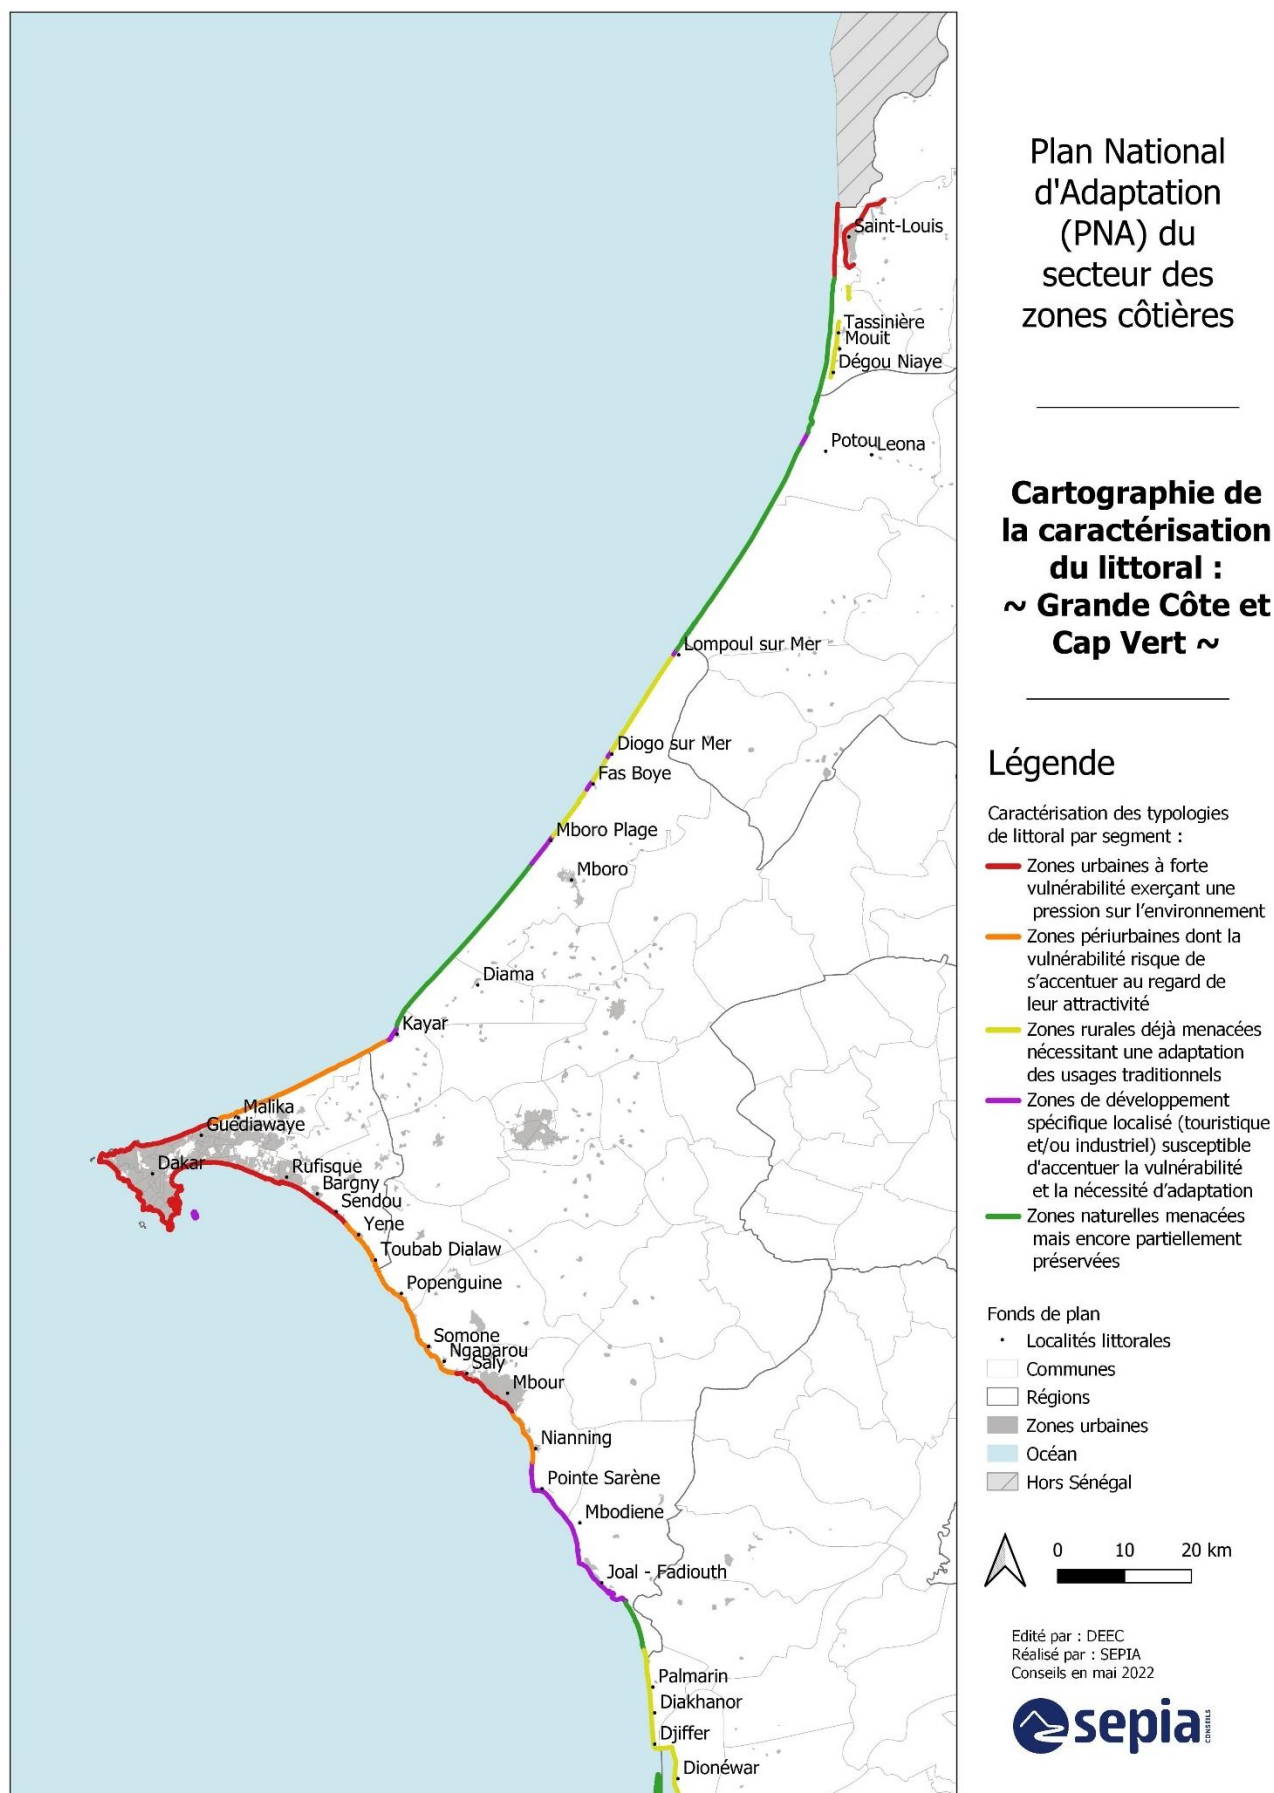 Plan National
d'Adaptation
(PNA) du
secteur des
zones côtières
Cartographie de
la caractérisation
du littoral :
~ Grande Côte et
Cap Vert ~
Légende
Caractérisation des typologies
de littoral par segment :
Zones urbaines à forte
vulnérabilité exerçant une
pression sur l'environnement
Zones périurbaines dont la
vulnérabilité risque de
s'accentuer au regard de
leur attractivité
Zones rurales déjà menacées
nécessitant une adaptation
des usages traditionnels
Zones de développement
spécifique localisé (touristique
et/ou industriel) susceptible
d'accentuer la vulnérabilité
et la nécessité d'adaptation
Zones naturelles menacées
mais encore partiellement
préservées
Fonds de plan
Localités littorales
Communes
Régions
Zones urbaines
Océan
Hors Sénégal
0 10 20 km
Edité par : DEEC
Réalisé par : SEPIA
Conseils en mai 2022
sepia
CONSEILS
Saint-Louis
Tassinière
Mouit
Dégou Niaye
Potou
Leona
Lompoul sur Mer
Diogo sur Mer
Fas Boye
Mboro Plage
Mboro
Diama
Kayar
Malika
Guédiawaye
Dakar
Rufisque
Bargny
Sendou
Yene
Toubab Dialaw
Popenguine
Somone
Ngaparou
Saly
Mbour
Nianning
Pointe Sarène
Mbodiene
Joal - Fadiouth
Palmarin
Diakhanor
Djiffer
Dionéwar